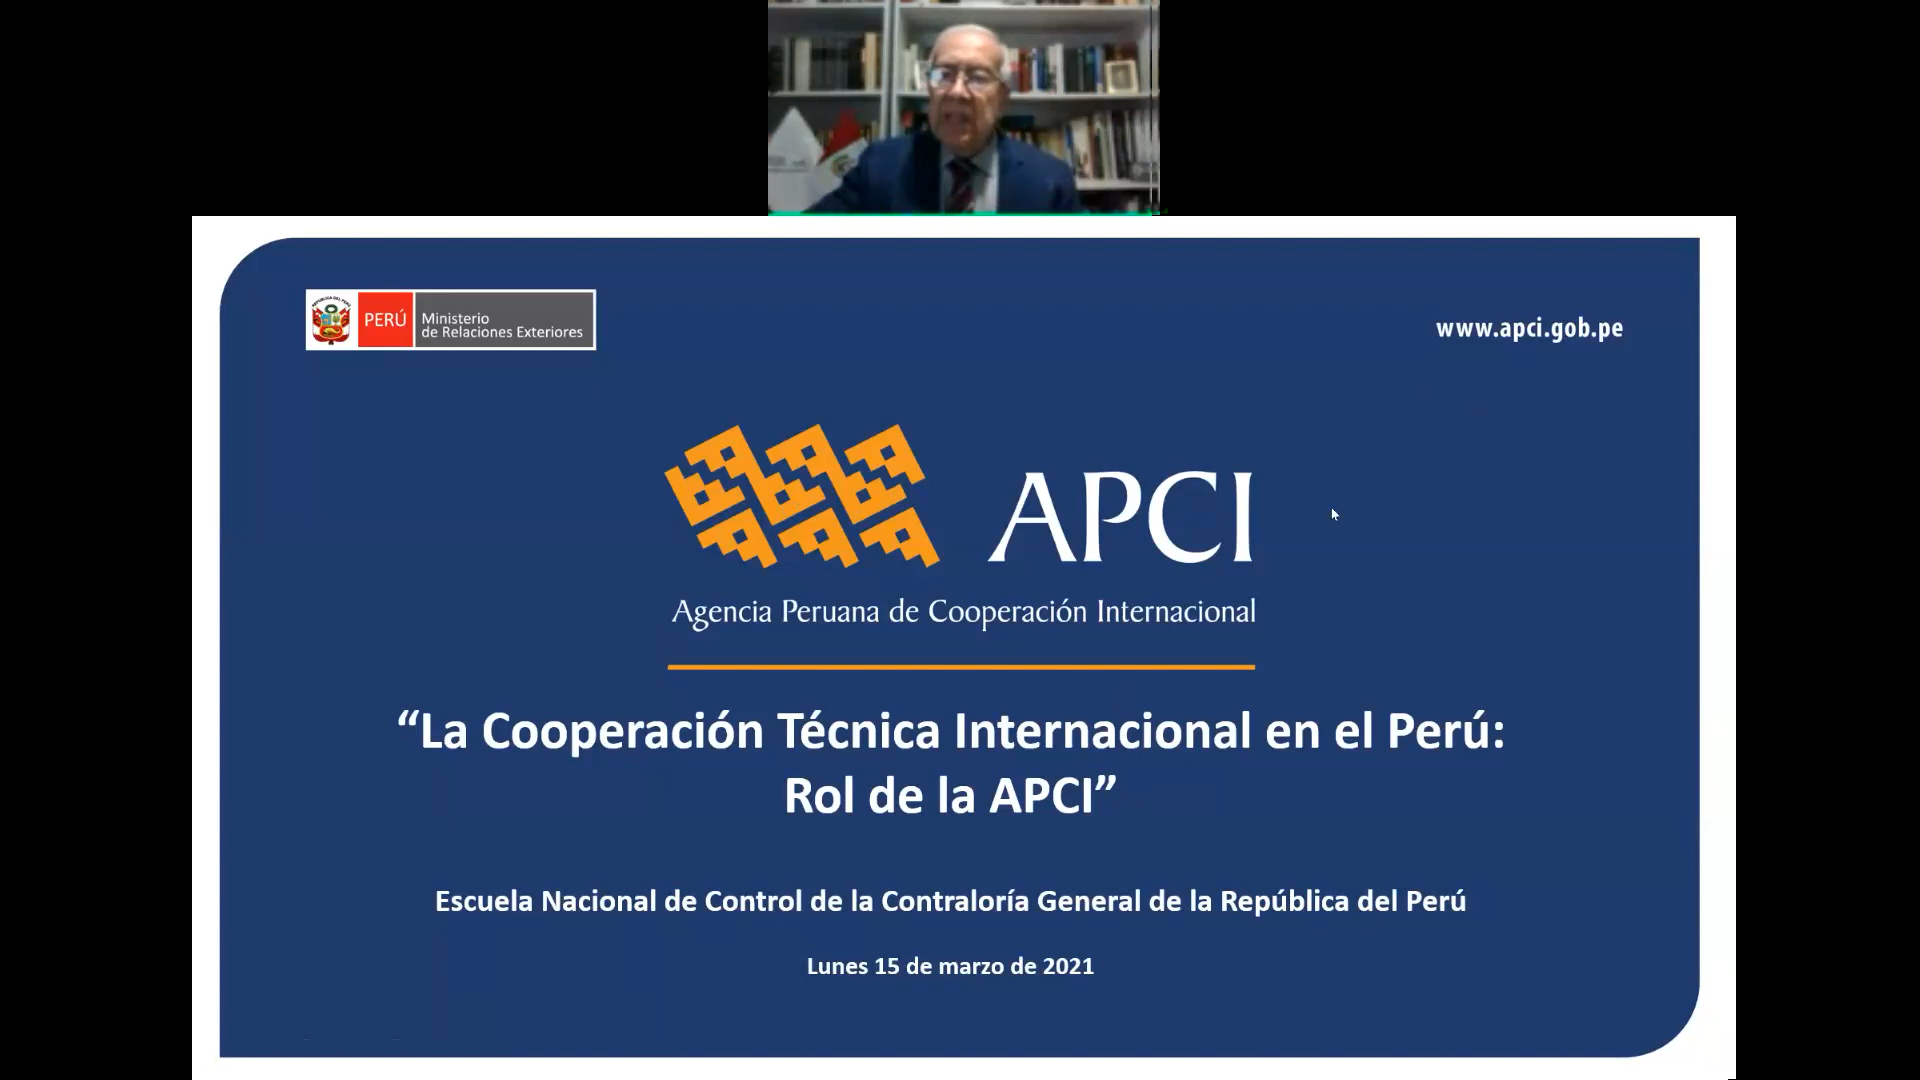 REPÚBLICA DEL PERÚ
PERÚ
Ministerio
de Relaciones Exteriores
www.apci.gob.pe
APCI
Agencia Peruana de Cooperación Internacional
“La Cooperación Técnica Internacional en el Perú:
Rol de la APCI”
Escuela Nacional de Control de la Contraloría General de la República del Perú
Lunes 15 de marzo de 2021